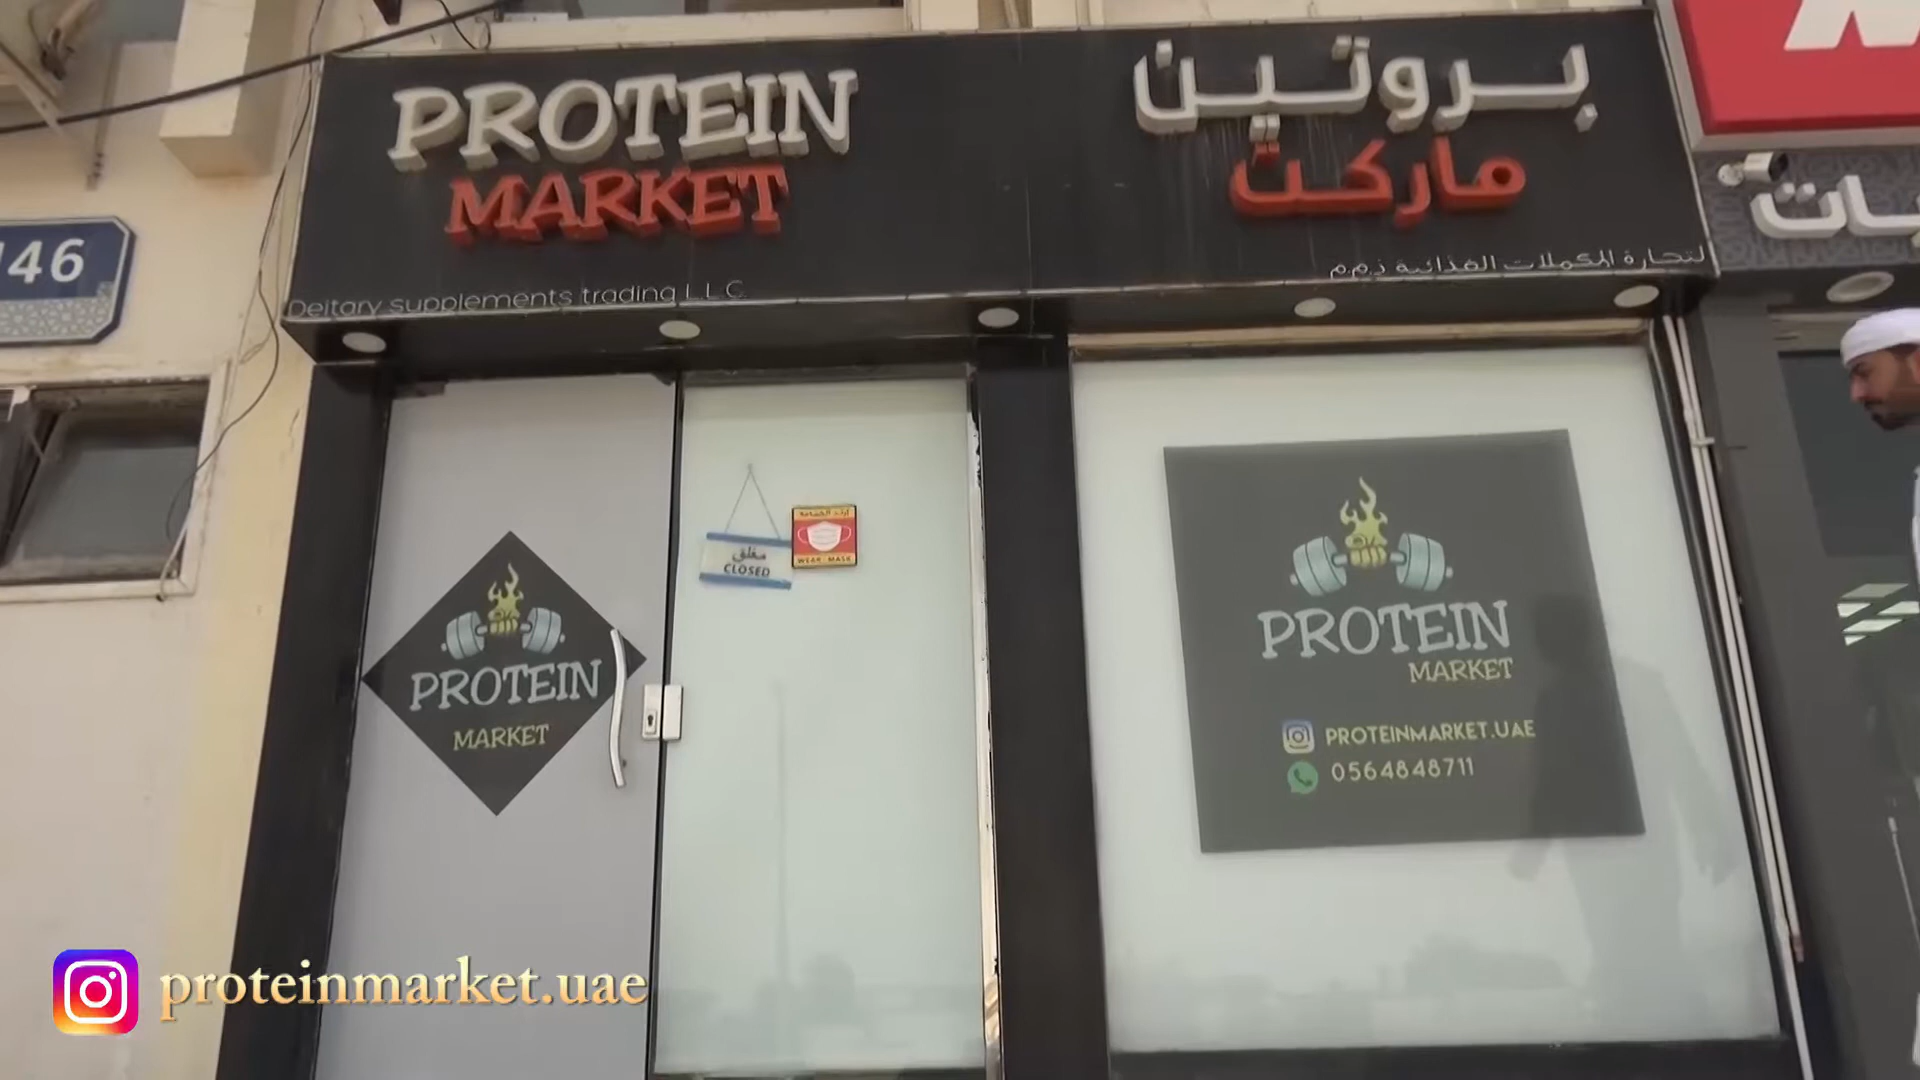 PROTEIN
MARKET
بروتين
ماركت
Deitary supplements trading L.L.C
لتجارة المكملات الغذائية ذ.م.م
146
مغلق
CLOSED
WEAR MASK
PROTEIN
MARKET
PROTEIN
MARKET
PROTEINMARKET.UAE
0564848711
proteinmarket.uae